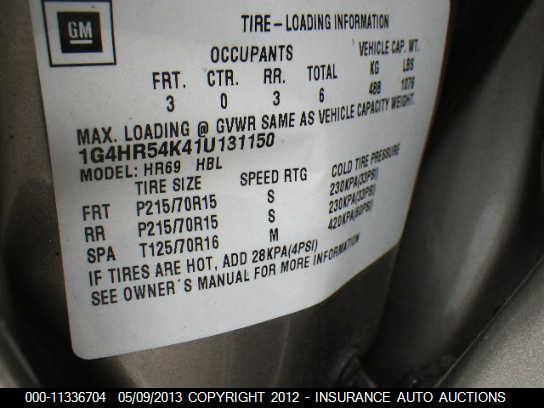 GM
TIRE-LOADING INFORMATION
OCCUPANTS VEHICLE CAP. WT.
FRT. CTR. RR. TOTAL KG LBS
3 0 3 6 488 1076
MAX. LOADING @ GVWR SAME AS VEHICLE CAPACITY WEIGHT.
1G4HR54K41U131150
MODEL: HR69 HBL
TIRE SIZE SPEED RTG COLD TIRE PRESSURE
FRT P215/70R15 S 230KPA(33PSI)
RR P215/70R15 S 230KPA(33PSI)
SPA T125/70R16 M 420KPA(60PSI)
IF TIRES ARE HOT, ADD 28KPA(4PSI)
SEE OWNER'S MANUAL FOR MORE INFORMATION
000-11336704 05/09/2013 COPYRIGHT 2012 - INSURANCE AUTO AUCTIONS